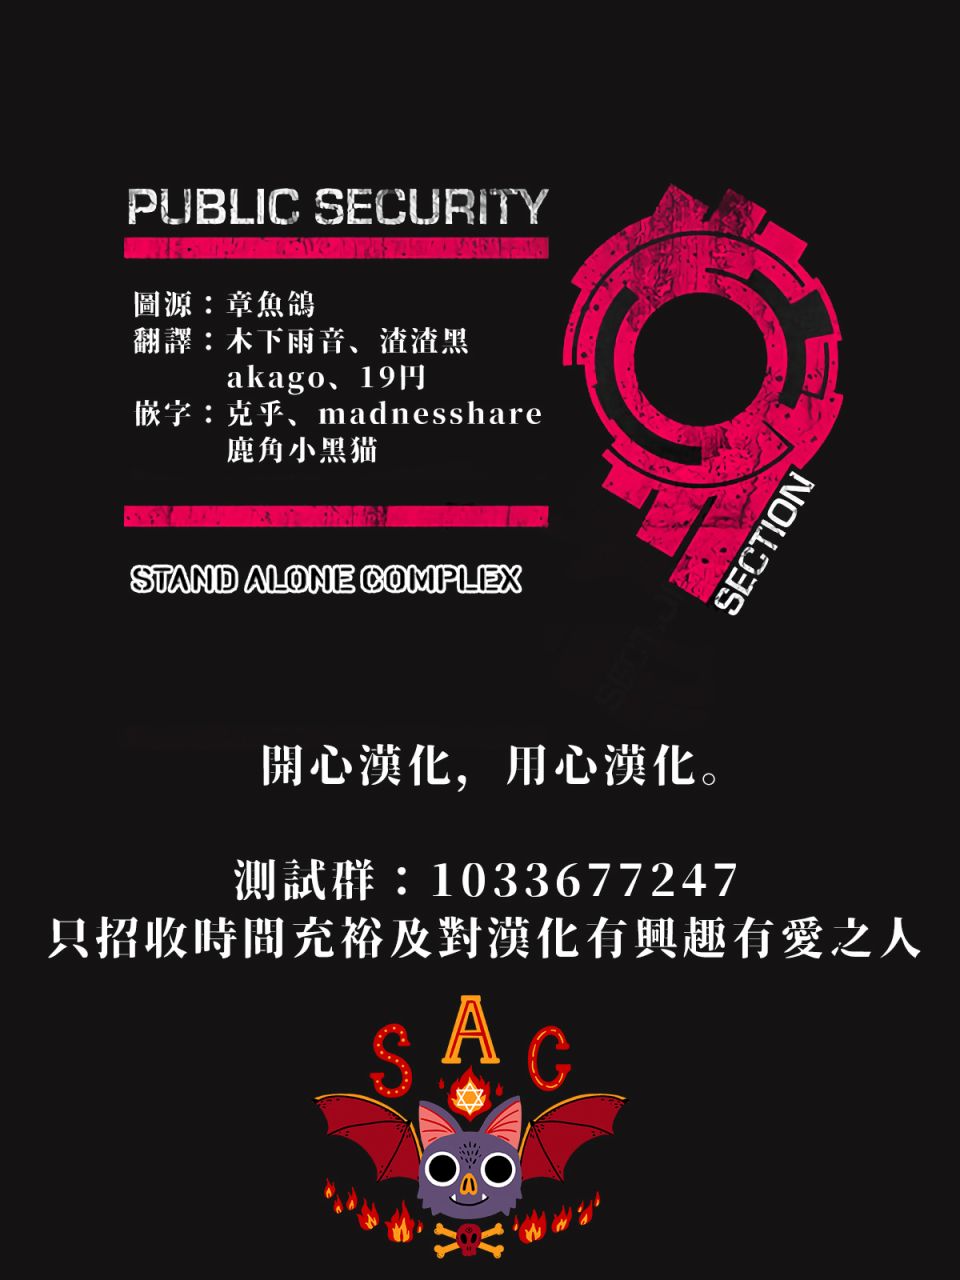 PUBLIC SECURITY
圖源：章魚鴿
翻譯：木下雨音、渣渣黑
akago、19円
嵌字：克乎、madnesshare
鹿角小黑猫
STAND ALONE COMPLEX
SECTION
開心漢化，用心漢化。
測試群：1033677247
只招收時間充裕及對漢化有興趣有愛之人
SAC